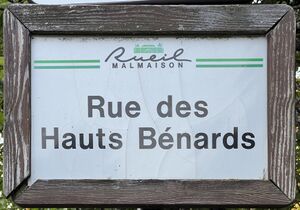 Rueil
MALMAISON
Rue des
Hauts Bénards